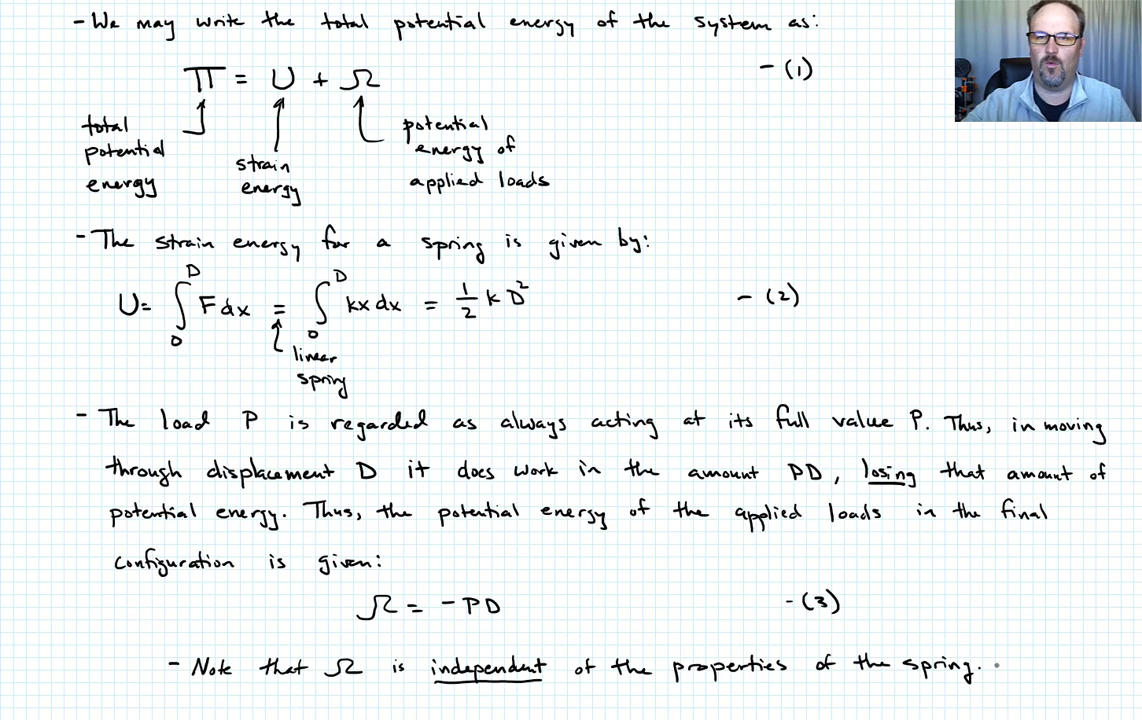 - We may write the total potential energy of the system as:
Π = U + Ω - (1)
total potential energy
strain energy
potential energy of applied loads
- The strain energy for a spring is given by:
U= ∫₀ᴰ F dx = ∫₀ᴰ kx dx = 1/2 k D² - (2)
linear spring
- The load P is regarded as always acting at its full value P. Thus, in moving
through displacement D it does work in the amount PD, losing that amount of
potential energy. Thus, the potential energy of the applied loads in the final
configuration is given:
Ω = - PD - (3)
- Note that Ω is independent of the properties of the spring.